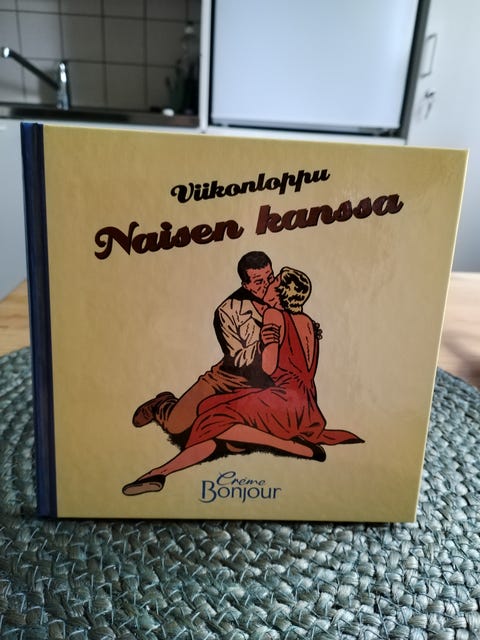 Viikonloppu
Naisen kanssa
Crème
Bonjour